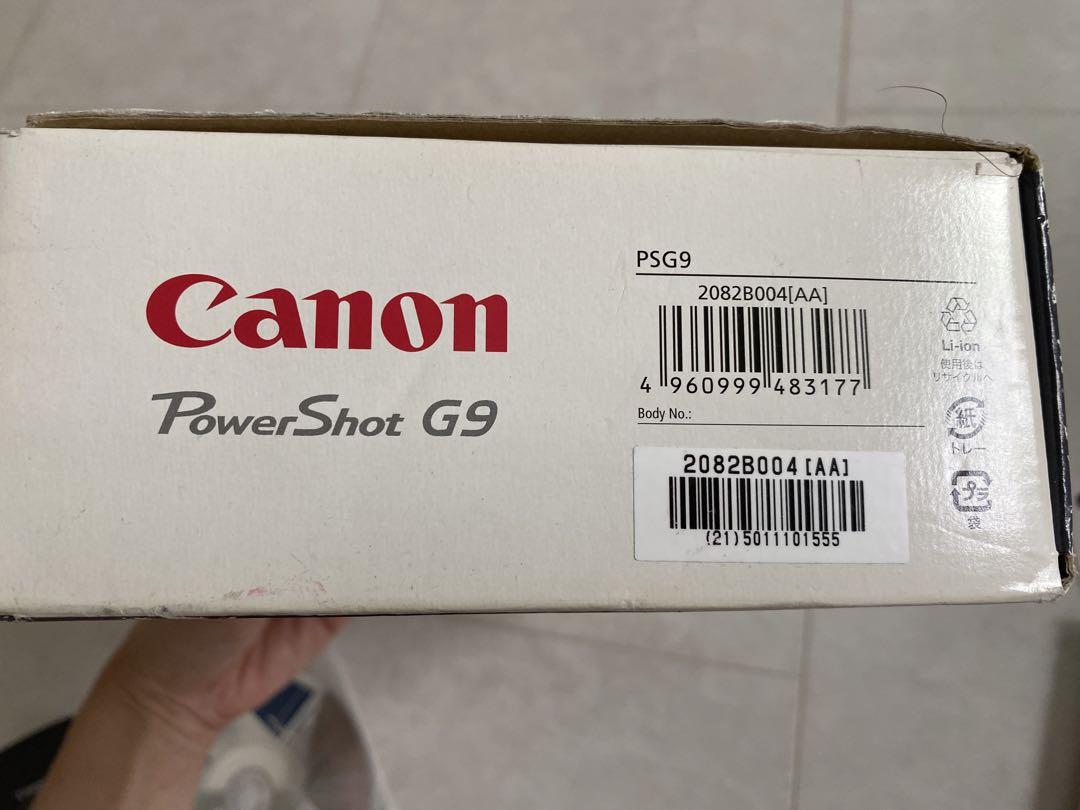 Canon
PowerShot G9
PSG9
2082B004[AA]
4 960999 483177
Body No.:
2082B004[AA]
(21)5011101555
Li-ion
使用後は
リサイクルへ
紙
トレー
プラ
袋